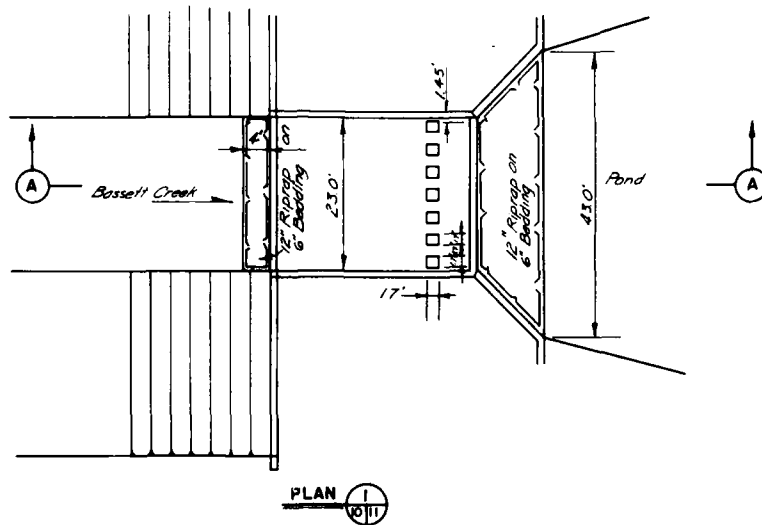 1.45'
4'
on
A
Bassett Creek
12" Riprap
6" Bedding
23.0'
12" Riprap on
6" Bedding
43.0'
Pond
A
17'
PLAN
1
10 11